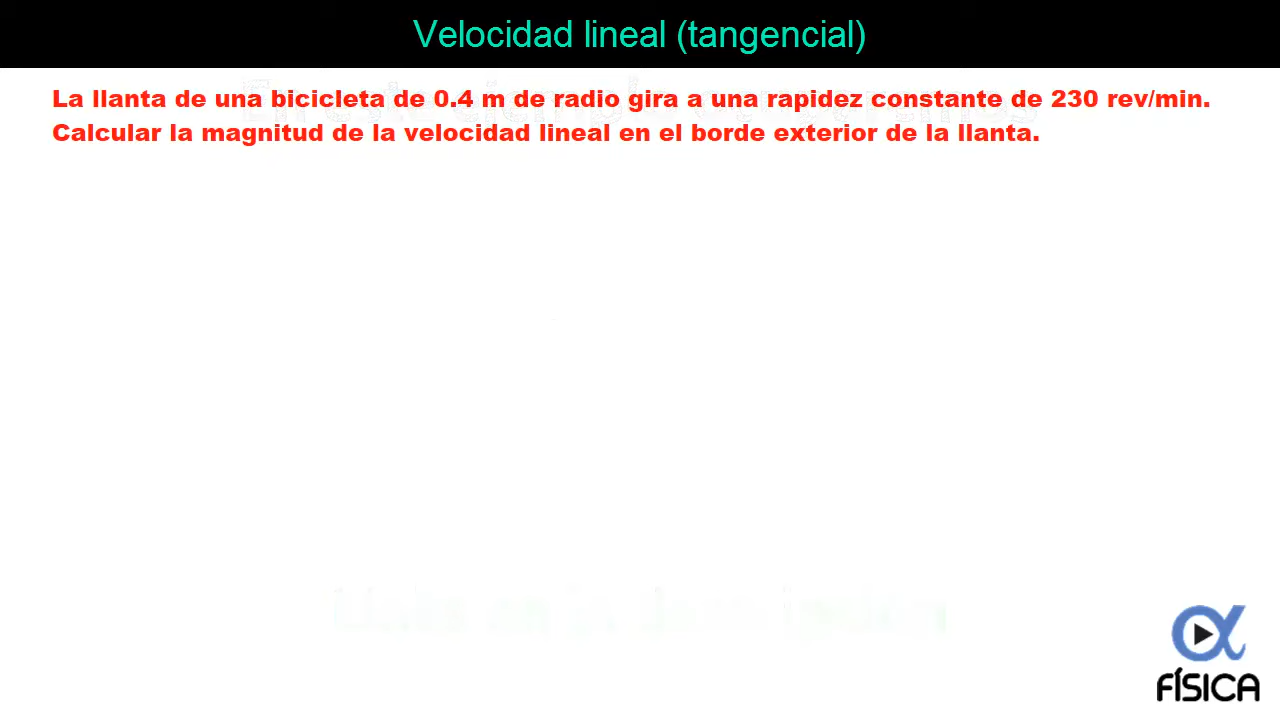 Velocidad lineal (tangencial)
La llanta de una bicicleta de 0.4 m de radio gira a una rapidez constante de 230 rev/min.
Calcular la magnitud de la velocidad lineal en el borde exterior de la llanta.
FÍSICA